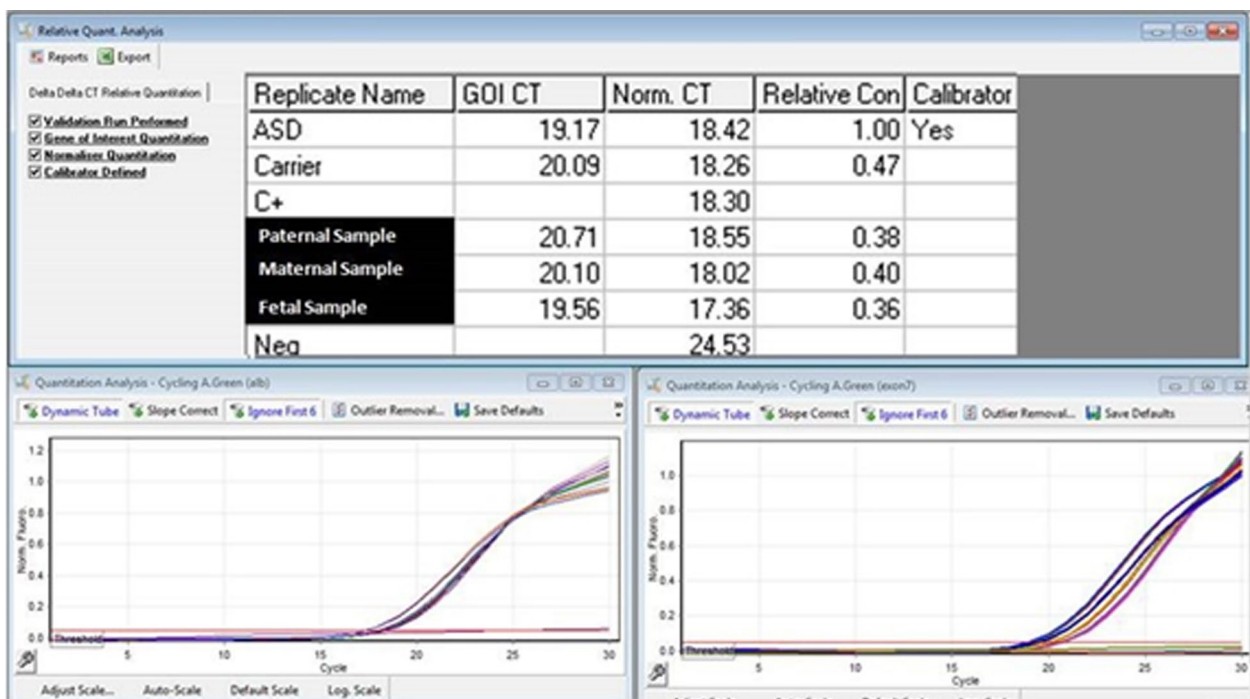 Relative Quant. Analysis
Reports Export
Delta Delta CT Relative Quantitation
Validation Run Performed
Gene of Interest Quantitation
Normaliser Quantitation
Calibrator Defined
Replicate Name GOI CT Norm. CT Relative Con Calibrator
ASD 19.17 18.42 1.00 Yes
Carrier 20.09 18.26 0.47
C+ 18.30
Paternal Sample 20.71 18.55 0.38
Maternal Sample 20.10 18.02 0.40
Fetal Sample 19.56 17.36 0.36
Neg 24.53
Quantitation Analysis - Cycling A.Green (alb)
Dynamic Tube Slope Correct Ignore First 6 Outlier Removal... Save Defaults
Norm. Fluoro.
1.2
1.0
0.8
0.6
0.4
0.2
0.0
Threshold
5 10 15 20 25 30
Cycle
Adjust Scale... Auto-Scale Default Scale Log. Scale
Quantitation Analysis - Cycling A.Green (exon7)
Dynamic Tube Slope Correct Ignore First 6 Outlier Removal... Save Defaults
Norm. Fluoro.
1.0
0.8
0.6
0.4
0.2
0.0
Threshold
5 10 15 20 25 30
Cycle